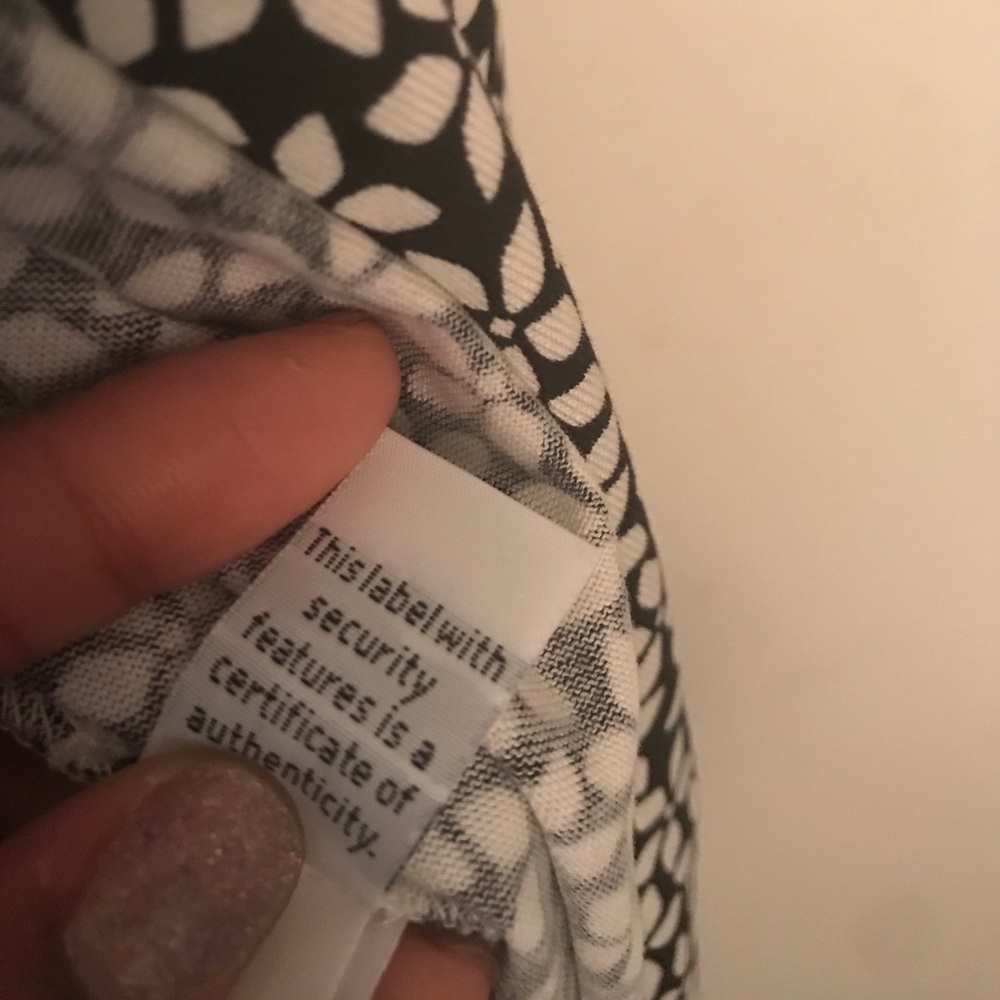 This label with
security
features is a
certificate of
authenticity.